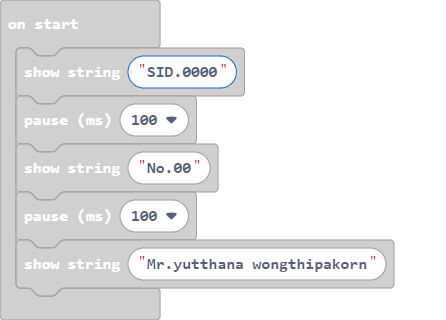 on start
show string "SID.0000"
pause (ms) 100
show string "No.00"
pause (ms) 100
show string "Mr.yutthana wongthipakorn"